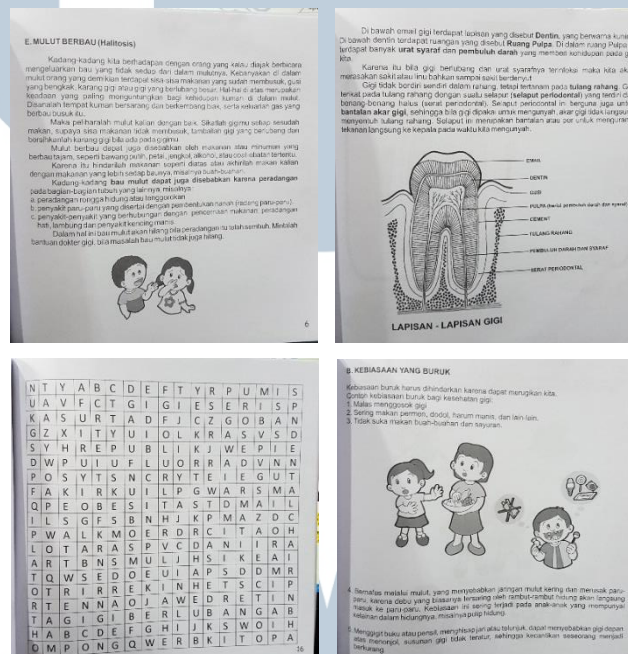 E. MULUT BERBAU (Halitosis)
Kadang-kadang kita berhadapan dengan orang yang kalau diajak berbicara
mengeluarkan bau yang tidak sedap dari dalam mulutnya. Kebanyakan di dalam
mulut orang yang demikian terdapat sisa-sisa makanan yang sudah membusuk, gusi
yang bengkak, karang gigi atau gigi yang berlubang besar. Hal-hal di atas merupakan
keadaan yang paling menguntungkan bagi kehidupan kuman di dalam mulut.
Disanalah tempat kuman bersarang dan berkembang biak, serta keluarlah gas yang
berbau busuk itu.
Maka peliharalah mulut kalian dengan baik. Sikatlah gigimu setiap sesudah
makan, supaya sisa makanan tidak membusuk, tambalkan gigi yang berlubang dan
bersihkanlah karang gigi bila ada pada gigimu.
Mulut berbau dapat juga disebabkan oleh makanan atau minuman yang
berbau tajam, seperti bawang putih, petai, jengkol, alkohol, atau obat-obatan tertentu.
Karena itu hindarilah makanan seperti diatas atau akhirilah makan kalian
dengan makanan yang lebih sedap baunya, misalnya buah-buahan.
Kadang-kadang bau mulut dapat juga disebabkan karena peradangan
pada bagian-bagian tubuh yang lainnya, misalnya :
a. peradangan rongga hidung atau tenggorokan
b. penyakit paru-paru yang disertai dengan pembentukan nanah (radang paru-paru).
c. penyakit-penyakit yang berhubungan dengan pencernaan makanan: peradangan
hati, lambung dan penyakit kencing manis.
Dalam hal ini bau mulut akan hilang bila peradangan itu telah sembuh. Mintalah
bantuan dokter gigi, bila masalah bau mulut tidak juga hilang.
6
Di bawah email gigi terdapat lapisan yang disebut Dentin, yang berwarna
Di bawah dentin terdapat ruangan yang disebut Ruang Pulpa. Di dalam ruang Pulpa
terdapat banyak urat syaraf dan pembuluh darah yang memberi kehidupan pada
kita.
Karena itu bila gigi berlubang dan urat syarafnya terinfeksi maka kita
merasakan sakit atau linu bahkan sampai sakit berdenyut
Gigi tidak berdiri sendiri dalam rahang, tetapi tertanam pada tulang rahang.
terikat pada tulang rahang dengan suatu selaput (selaput periodontal) yang terdiri
benang-benang halus (serat periodontal). Selaput periodontal ini berguna juga
bantalan akar gigi, sehingga bila gigi dipakai untuk mengunyah, akar gigi tidak
menyentuh tulang rahang. Selaput ini merupakan bantalan atau per untuk
tekanan langsung ke kepala pada waktu kita mengunyah.
EMAIL
DENTIN
GUSI
PULPA
CEMENT
TULANG RAHANG
PEMBULUH DARAH DAN SYARAF
SERAT PERIODONTAL
LAPISAN - LAPISAN GIGI
N T Y A B C D E F T Y R P U M I S
U A V F C T G I G I E S E R I S P
K A S U R T A D F J C Z G O B A N
G Z X I T Y U I O L K R A S V S D
S Y H R E P U B L I K J W E P I E
D W P U I U F L U O R R A D V N N
P O S Y T S N C R Y T E I E G U T
F A K I R K U I L P G W A R S M A
Q P E O B E S I T A S T D M A I L
I L S G F S B N H J K P M A Z D C
P W A L K M O E R D R C I T A O H
L O T A R A S P V C D A N I I R A
A R T B N S M U L J H S I K E A I
T Q W S E D O E U I A P S D D M R
O T R I R R E K I N H E T S C I P
R T E N N A O J A W E D R E T I N
T A G I G I B E R L U B A N G A B
H A B C D E F G H I J K S W O I H
O M P O N G Q W E R B K I T O P A
16
B. KEBIASAAN YANG BURUK
Kebiasaan buruk harus dihindarkan karena dapat merugikan kita.
Contoh kebiasaan buruk bagi kesehatan gigi:
1. Malas menggosok gigi
2. Sering makan permen, dodol, harum manis, dan lain-lain.
3. Tidak suka makan buah-buahan dan sayuran.
4. Bernafas melalui mulut, yang menyebabkan jaringan mulut kering dan merusak paru-
paru, karena debu yang biasanya tersaring oleh rambut-rambut hidung akan langsung
masuk ke paru-paru. Kebiasaan ini sering terjadi pada anak-anak yang mempunyai
kelainan dalam hidungnya, misalnya pulip hidung.
5. Menggigit buku atau pensil, menghisap jari atau telunjuk, dapat menyebabkan gigi depan
atas menonjol, susunan gigi tidak teratur, sehingga kecantikan seseorang menjadi
berkurang.